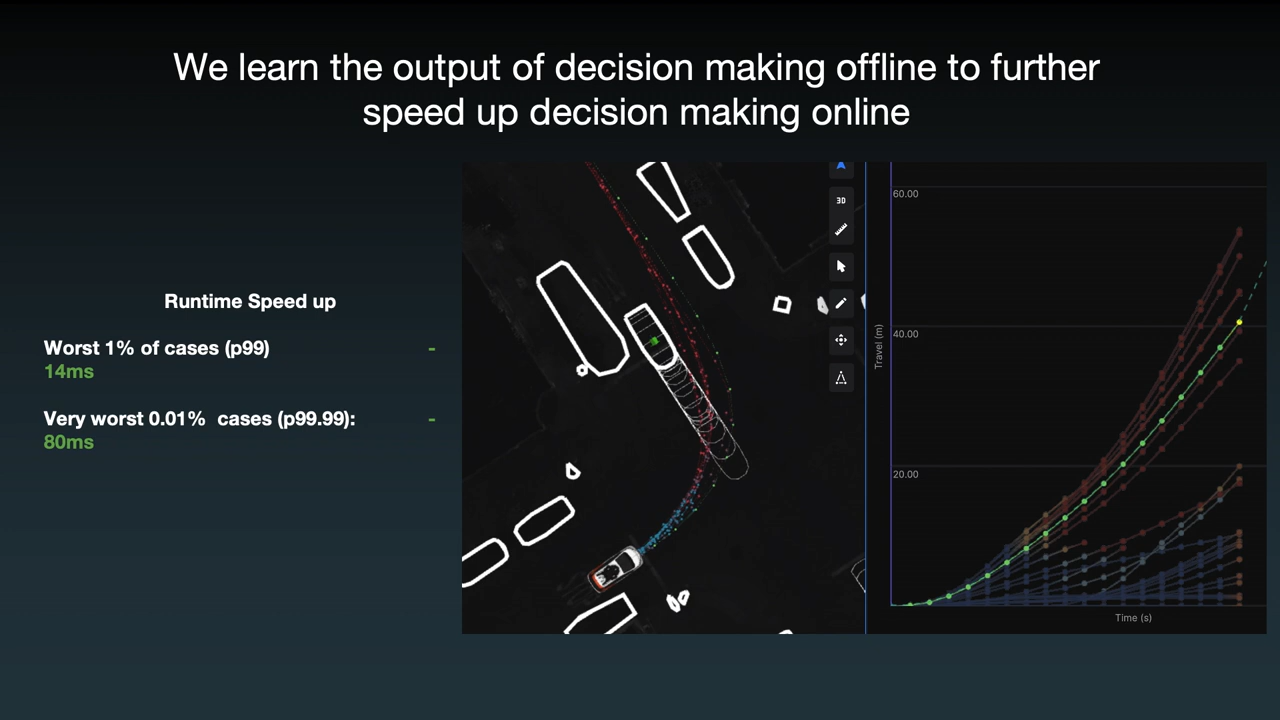 We learn the output of decision making offline to further
speed up decision making online
Runtime Speed up
Worst 1% of cases (p99) -
14ms
Very worst 0.01% cases (p99.99): -
80ms
3D
60.00
40.00
20.00
Travel (m)
Time (s)